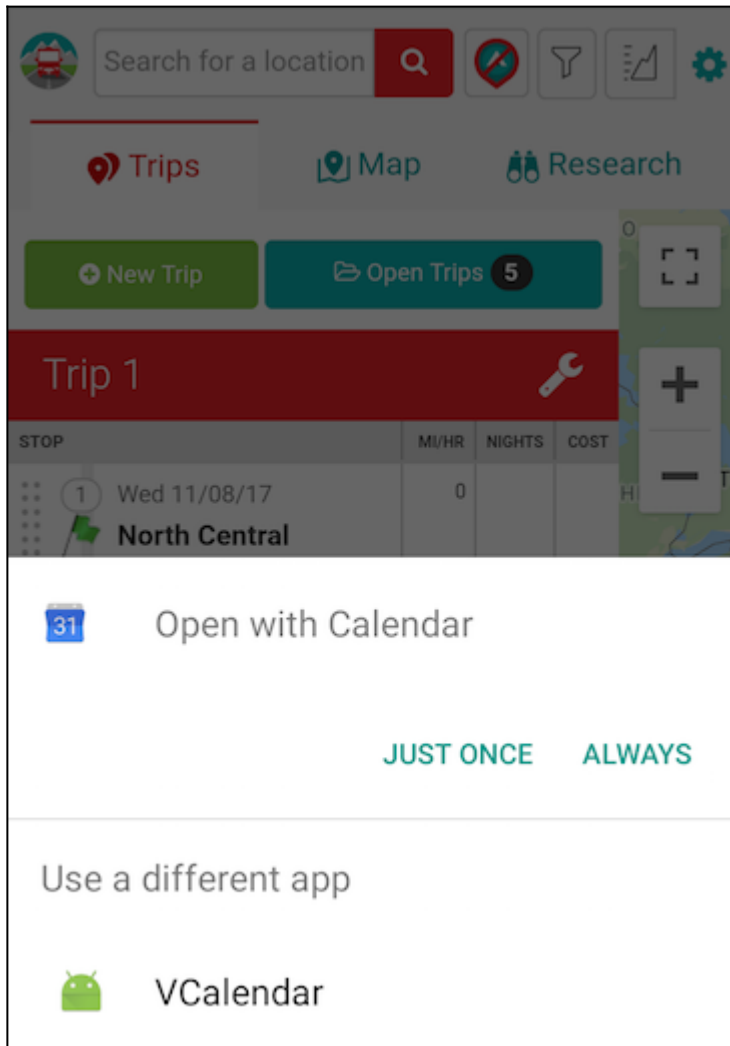 Search for a location
Trips
Map
Research
New Trip
Open Trips 5
Trip 1
STOP MI/HR NIGHTS COST
1 Wed 11/08/17 0
North Central
31 Open with Calendar
JUST ONCE ALWAYS
Use a different app
VCalendar